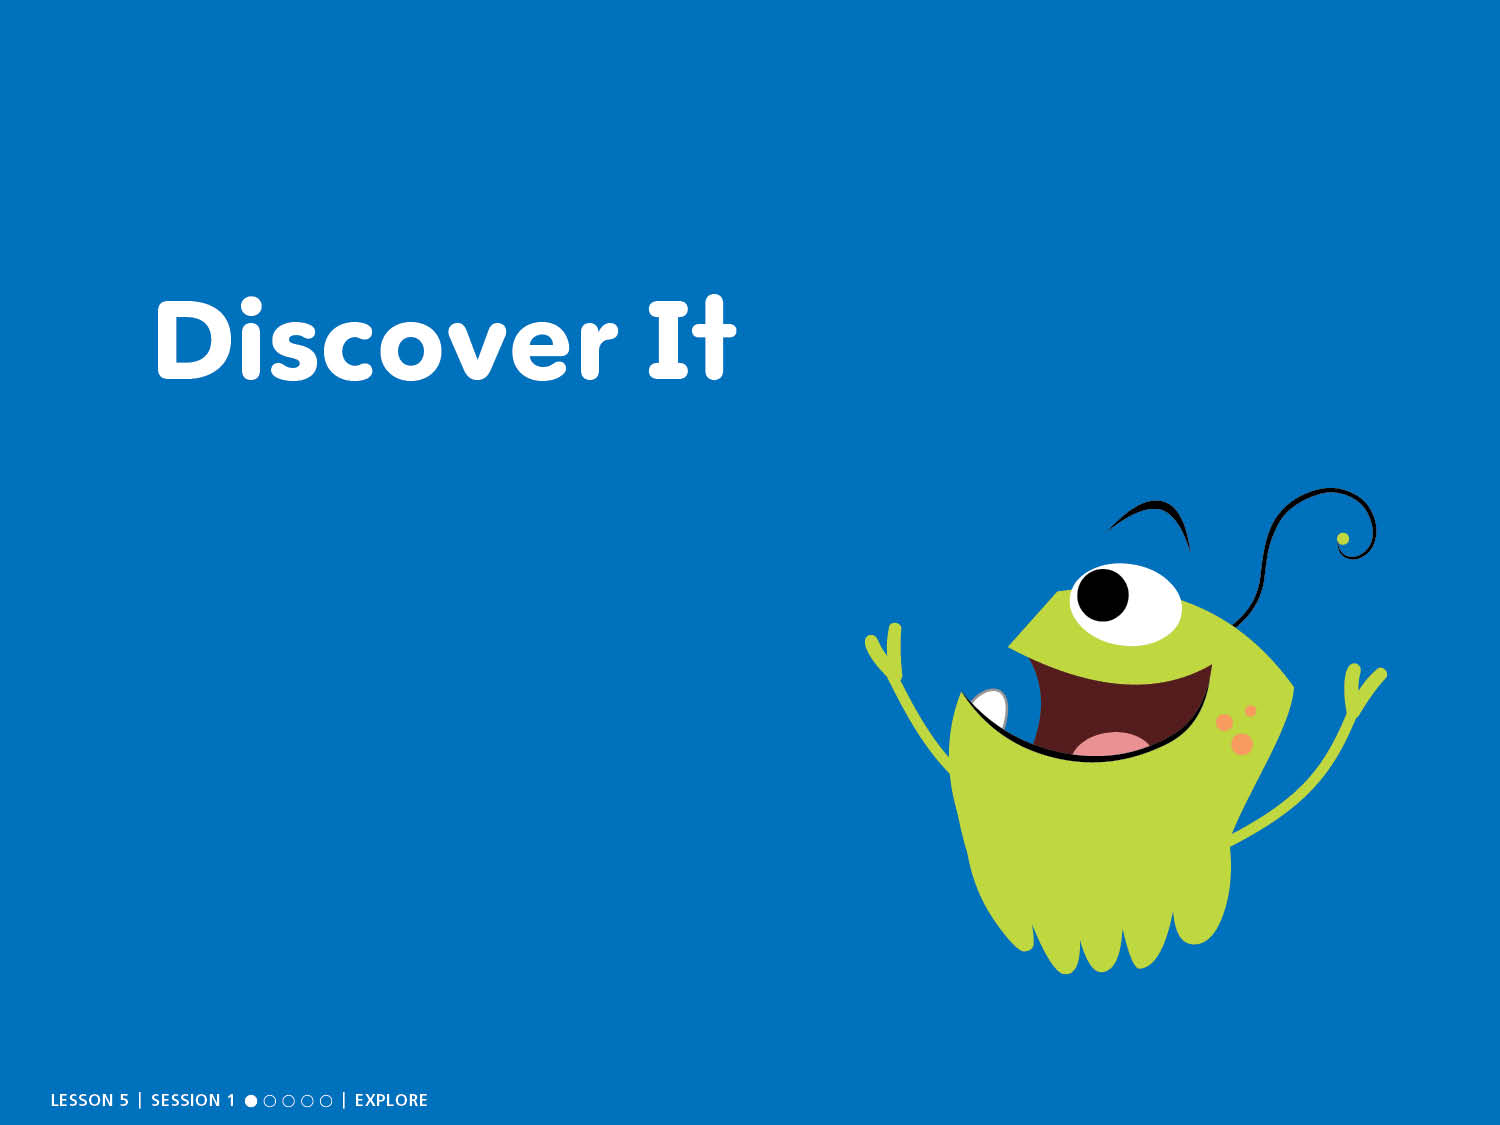 Discover It
LESSON 5 | SESSION 1 ●○○○○ | EXPLORE